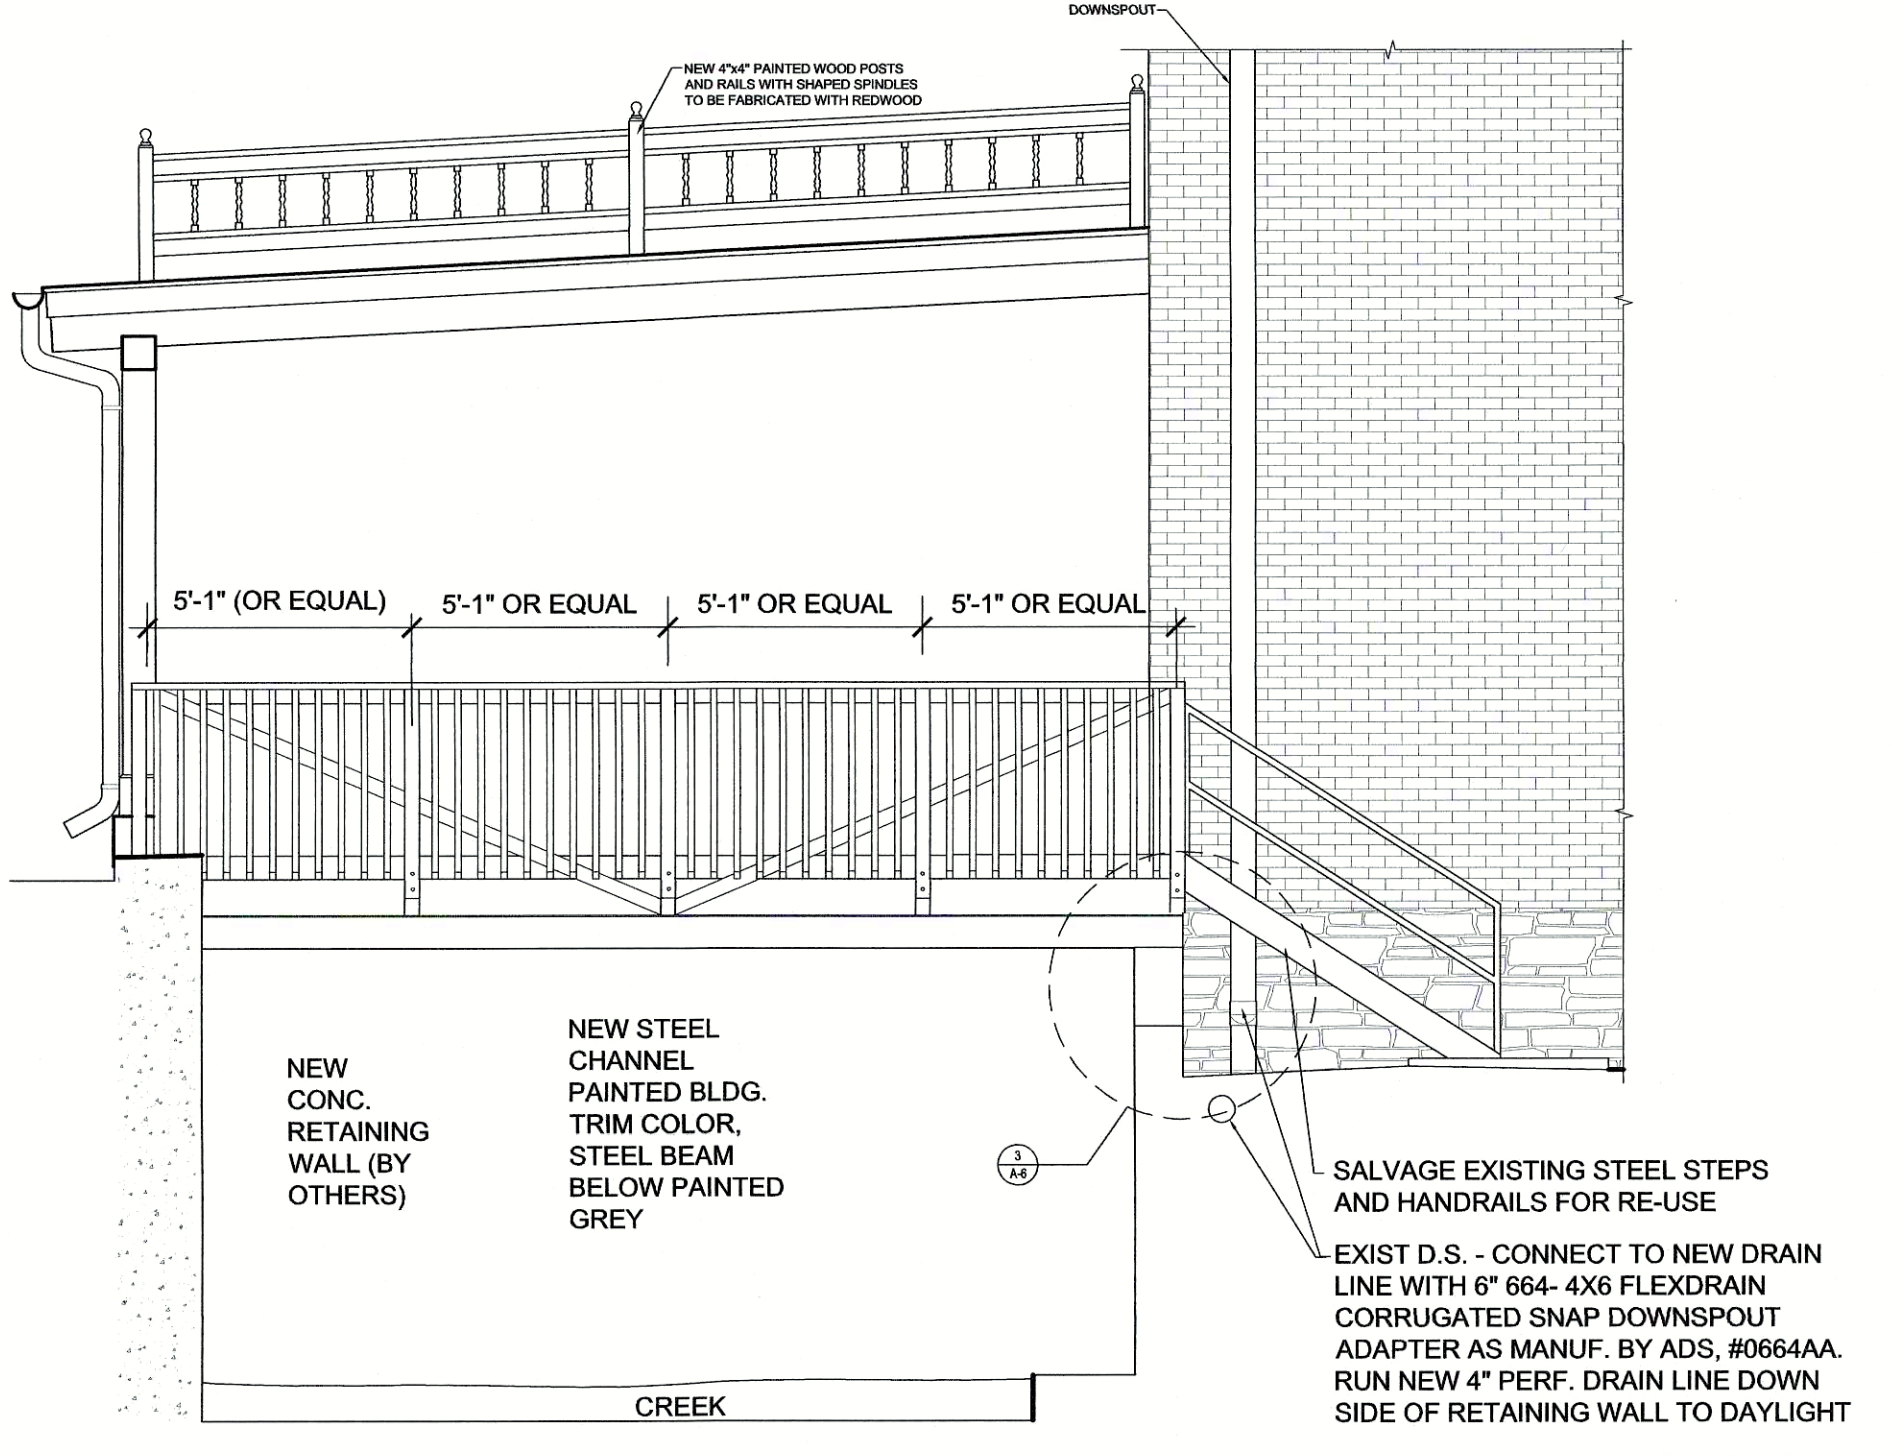 DOWNSPOUT
NEW 4"x4" PAINTED WOOD POSTS
AND RAILS WITH SHAPED SPINDLES
TO BE FABRICATED WITH REDWOOD
5'-1" (OR EQUAL)
5'-1" OR EQUAL
5'-1" OR EQUAL
5'-1" OR EQUAL
NEW
CONC.
RETAINING
WALL (BY
OTHERS)
NEW STEEL
CHANNEL
PAINTED BLDG.
TRIM COLOR,
STEEL BEAM
BELOW PAINTED
GREY
3
A-6
SALVAGE EXISTING STEEL STEPS
AND HANDRAILS FOR RE-USE
EXIST D.S. - CONNECT TO NEW DRAIN
LINE WITH 6" 664- 4X6 FLEXDRAIN
CORRUGATED SNAP DOWNSPOUT
ADAPTER AS MANUF. BY ADS, #0664AA.
RUN NEW 4" PERF. DRAIN LINE DOWN
SIDE OF RETAINING WALL TO DAYLIGHT
CREEK